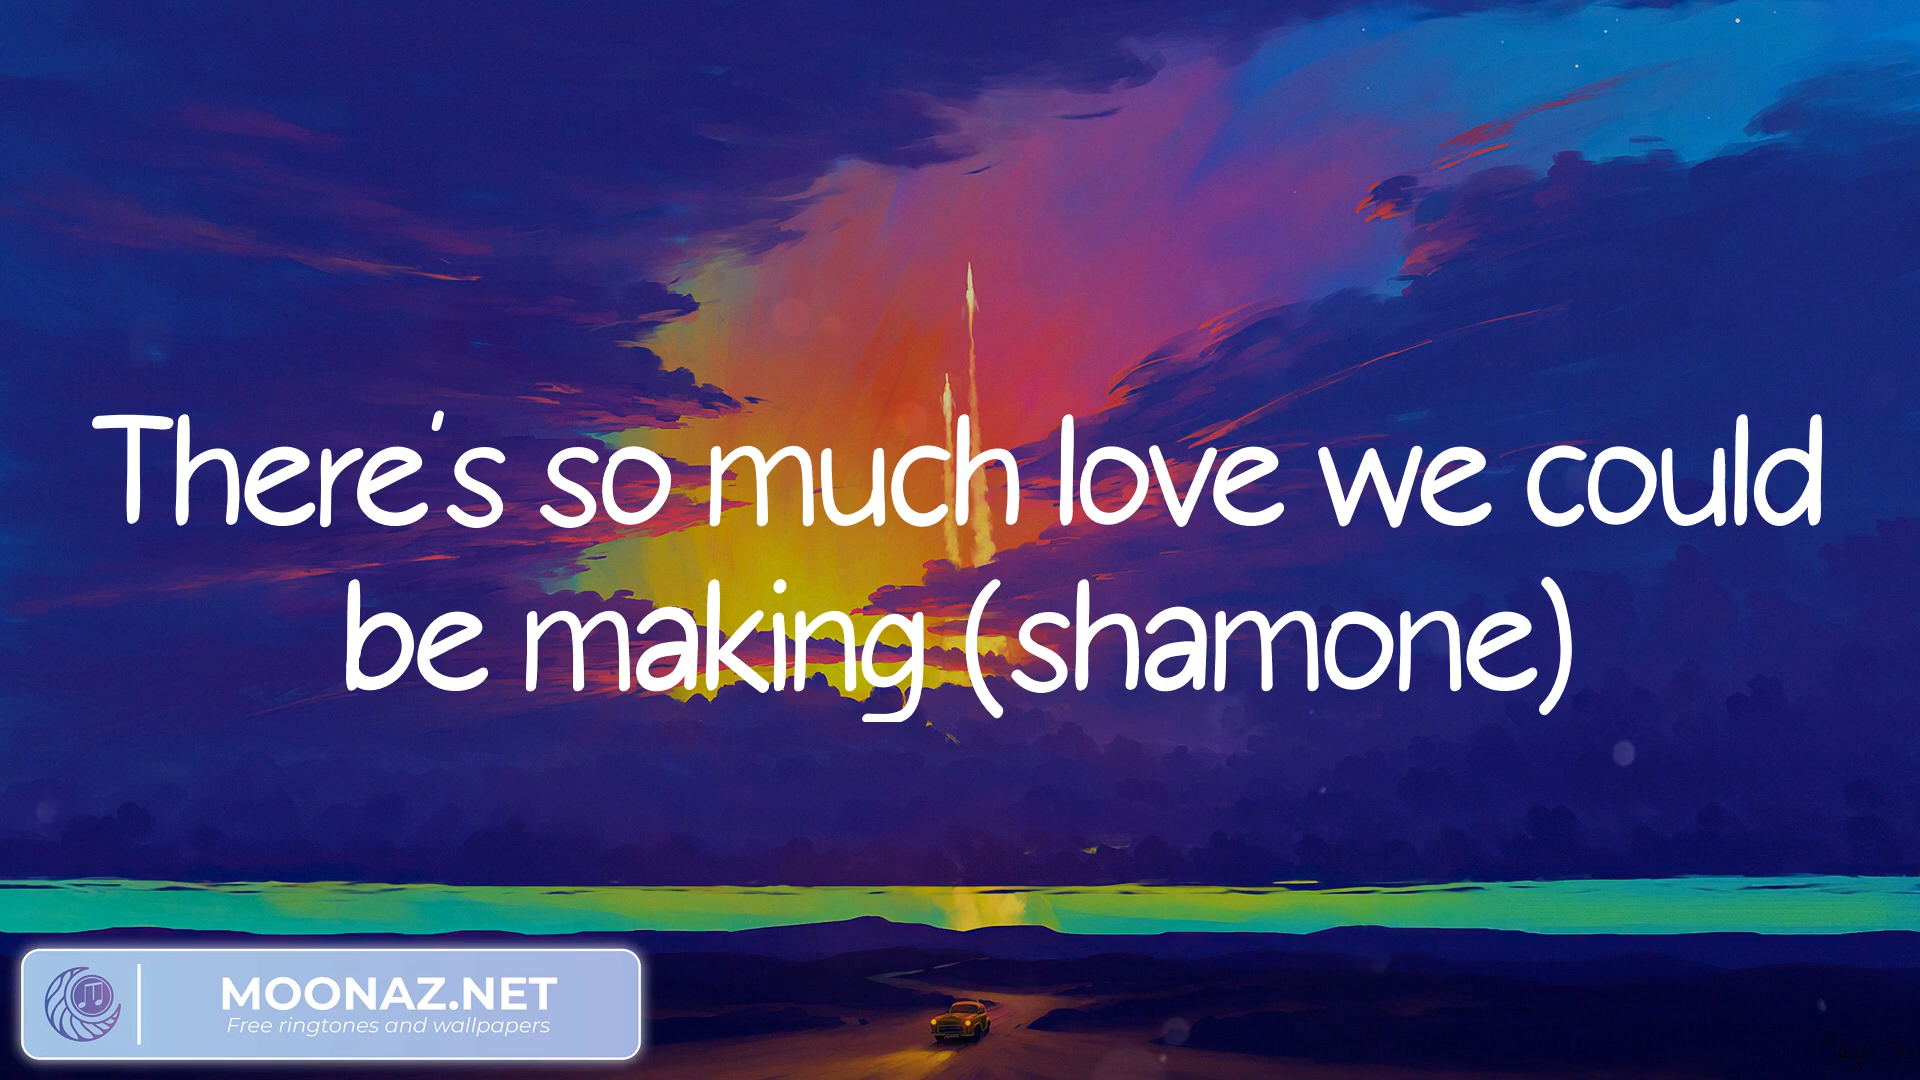 There's so much love we could
be making (shamone)
MOONAZ.NET
Free ringtones and wallpapers